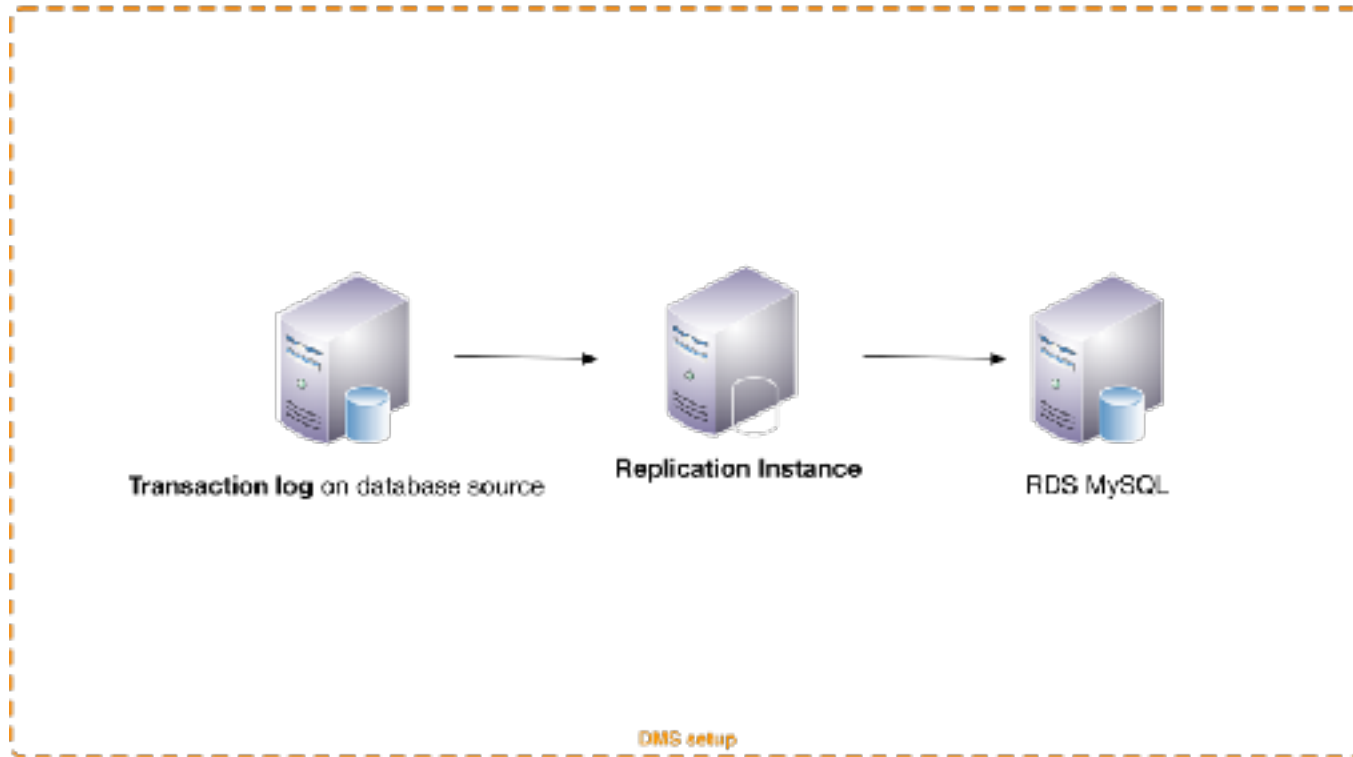 Transaction log on database source
Replication Instance
RDS MySQL
DMS setup